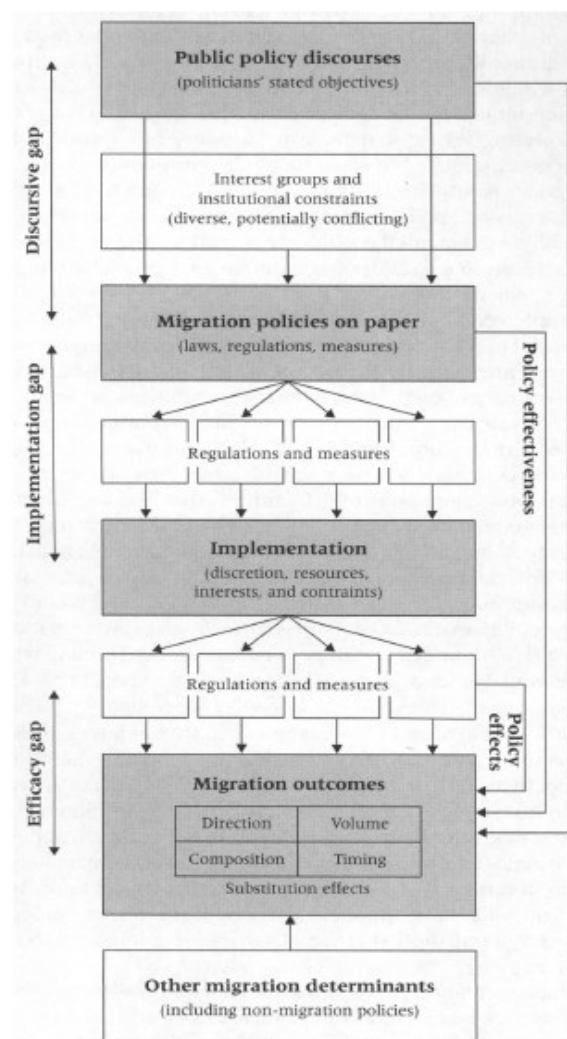 Public policy discourses
(politicians' stated objectives)
Discursive gap
Interest groups and
institutional constraints
(diverse, potentially conflicting)
Migration policies on paper
(laws, regulations, measures)
Policy effectiveness
Implementation gap
Regulations and measures
Implementation
(discretion, resources,
interests, and contraints)
Regulations and measures
Policy
effects
Efficacy gap
Migration outcomes
Direction
Volume
Composition
Timing
Substitution effects
Other migration determinants
(including non-migration policies)